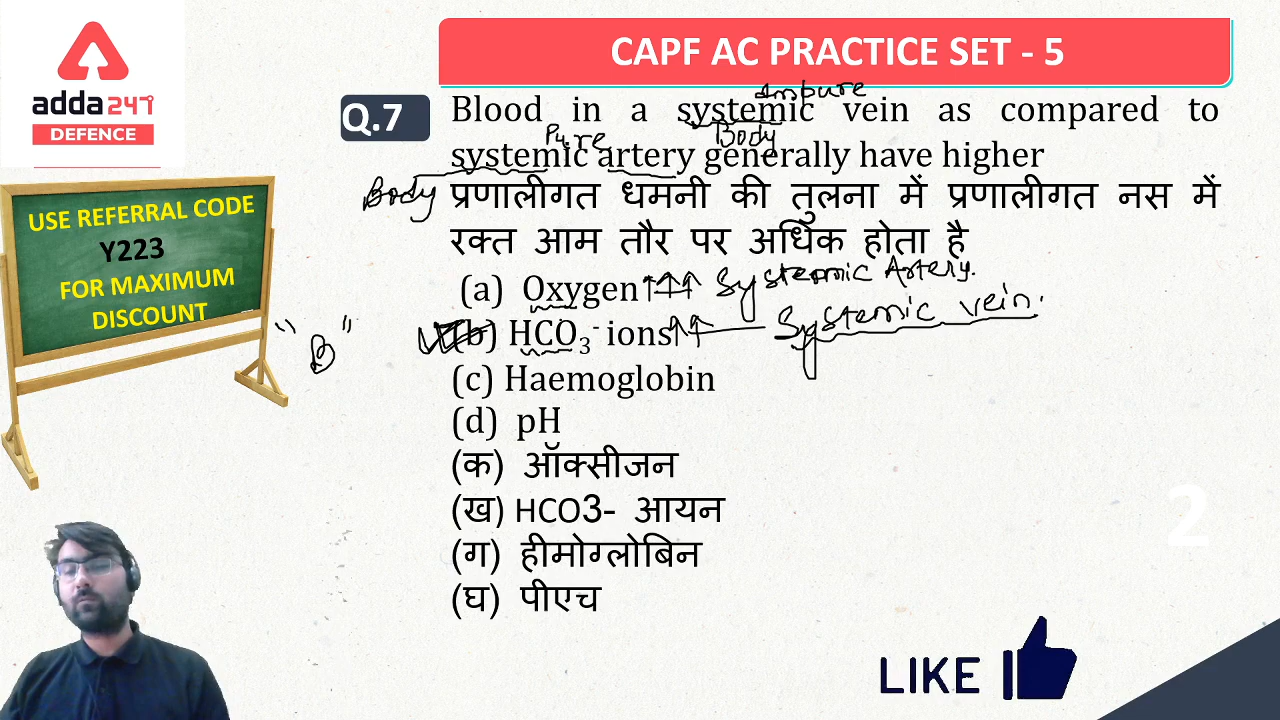 adda247
DEFENCE
CAPF AC PRACTICE SET - 5
USE REFERRAL CODE
Y223
FOR MAXIMUM
DISCOUNT
Q.7
Impure
Blood in a systemic vein as compared to
Pure Body
systemic artery generally have higher
Body प्रणालीगत धमनी की तुलना में प्रणालीगत नस में
रक्त आम तौर पर अधिक होता है
(a) Oxygen ↑↑↑ Systemic Artery.
"B" (b) HCO₃⁻ ions ↑↑ Systemic vein.
(c) Haemoglobin
(d) pH
(क) ऑक्सीजन
(ख) HCO3- आयन
(ग) हीमोग्लोबिन
(घ) पीएच
2
LIKE